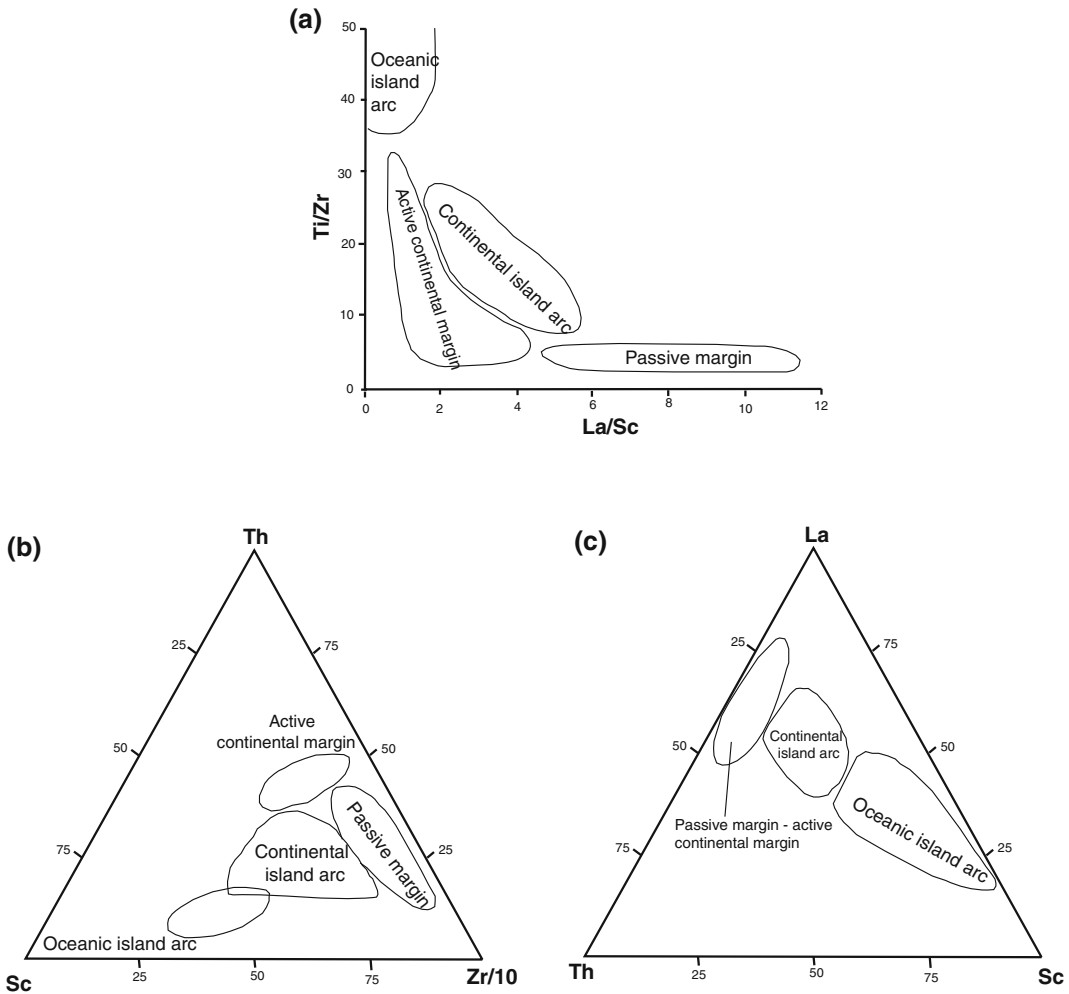 (a)
50
40
30
20
10
0
Ti/Zr
Oceanic
island
arc
Active continental margin
Continental island arc
Passive margin
0
2
4
6
8
10
12
La/Sc
(b)
Th
25
75
Active
continental margin
50
50
Passive margin
Continental
island arc
75
25
Oceanic island arc
Sc
25
50
75
Zr/10
(c)
La
25
75
50
50
Continental
island arc
Passive margin - active
continental margin
Oceanic island arc
75
25
Th
25
50
75
Sc